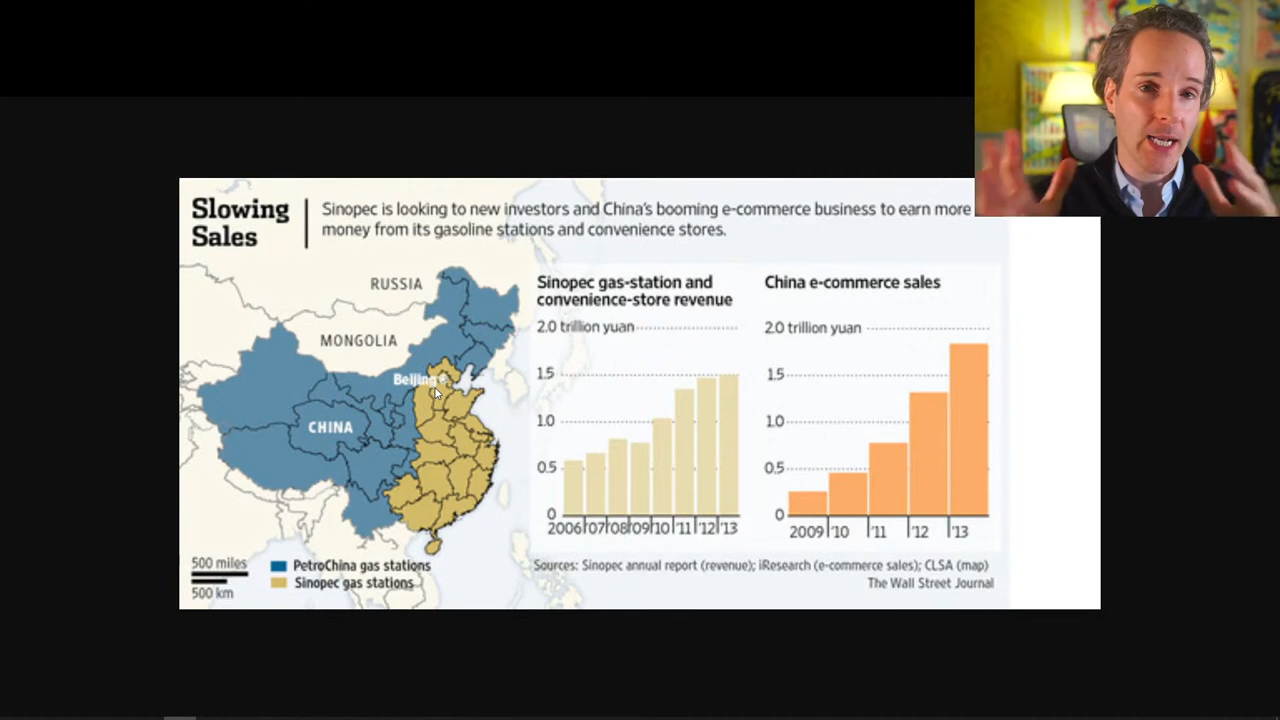 Slowing
Sales
Sinopec is looking to new investors and China's booming e-commerce business to earn more
money from its gasoline stations and convenience stores.
RUSSIA
MONGOLIA
Beijing
CHINA
500 miles
500 km
PetroChina gas stations
Sinopec gas stations
Sinopec gas-station and
convenience-store revenue
2.0 trillion yuan
1.5
1.0
0.5
0
2006 '07 '08 '09 '10 '11 '12 '13
China e-commerce sales
2.0 trillion yuan
1.5
1.0
0.5
0
2009 '10 '11 '12 '13
Sources: Sinopec annual report (revenue); iResearch (e-commerce sales); CLSA (map)
The Wall Street Journal